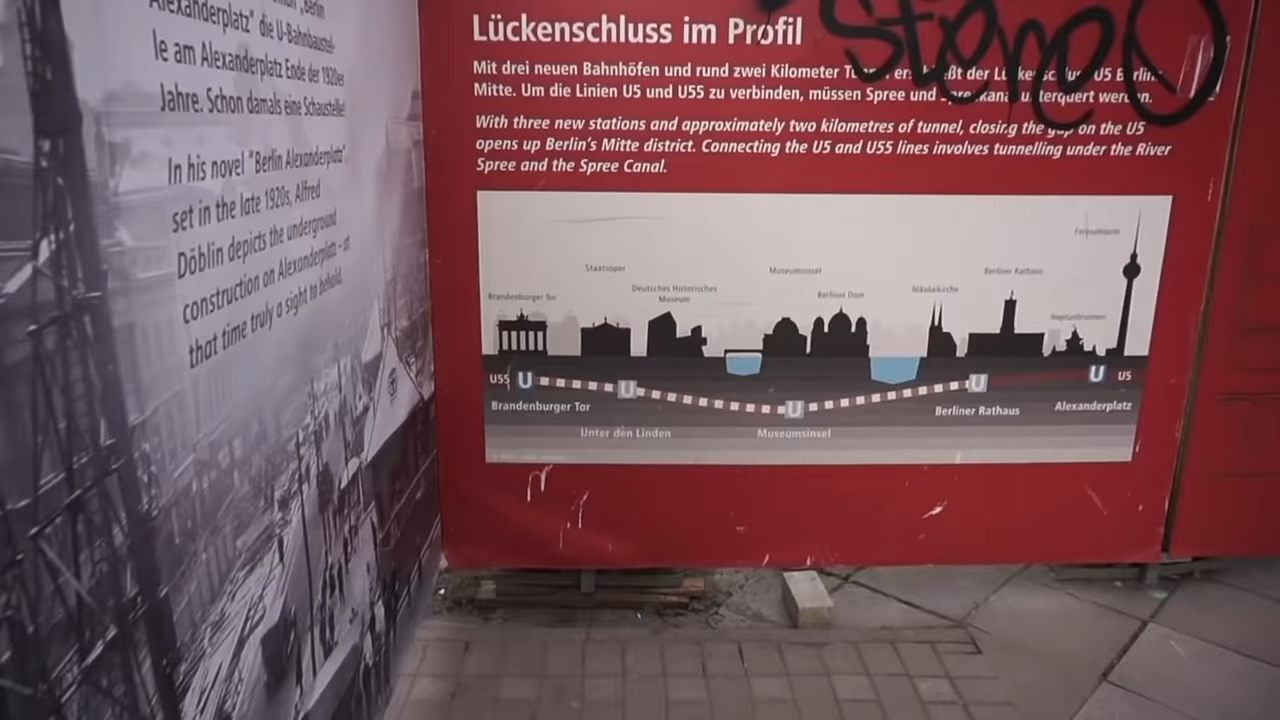 Alexanderplatz" die U-Bahnbaustel-
le am Alexanderplatz Ende der 1920er
Jahre. Schon damals eine Schaustelle!
In his novel "Berlin Alexanderplatz",
set in the late 1920s, Alfred
Döblin depicts the underground
construction on Alexanderplatz – at
that time truly a sight to behold.
Lückenschluss im Profil
Mit drei neuen Bahnhöfen und rund zwei Kilometer der U5 Berlins
Mitte. Um die Linien U5 und U55 zu verbinden, müssen Spree und unterquert werden.
With three new stations and approximately two kilometres of tunnel, closing the gap on the U5
opens up Berlin's Mitte district. Connecting the U5 and U55 lines involves tunnelling under the River
Spree and the Spree Canal.
Fernsehturm
Staatsoper
Museumsinsel
Berliner Rathaus
Brandenburger Tor
Deutsches Historisches
Museum
Berliner Dom
Nikolaikirche
Neptunbrunnen
U55 U
U
U
U
U U5
Brandenburger Tor
Unter den Linden
Museumsinsel
Berliner Rathaus
Alexanderplatz